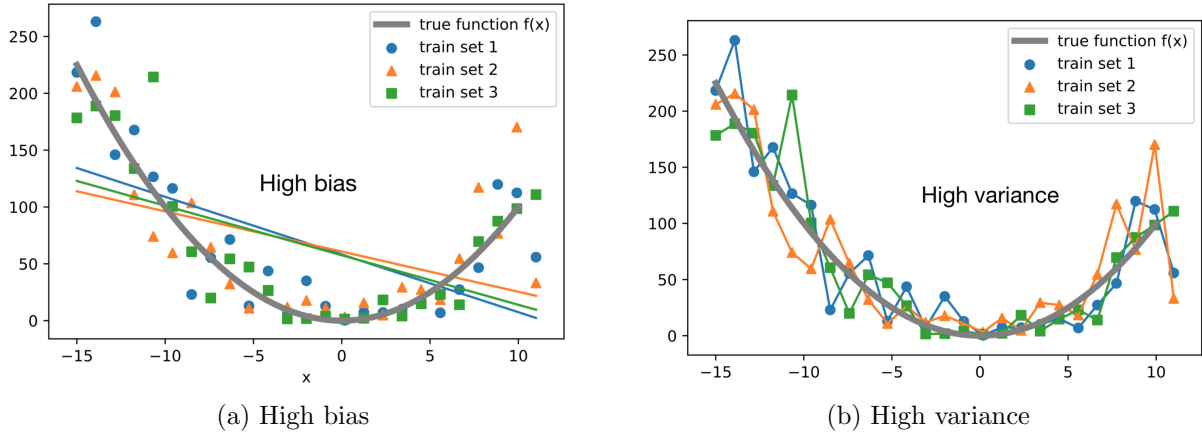 true function f(x)
train set 1
train set 2
train set 3
250
200
150
100
50
0
High bias
−15
−10
−5
0
5
10
x
(a) High bias
true function f(x)
train set 1
train set 2
train set 3
250
200
150
100
50
0
High variance
−15
−10
−5
0
5
10
(b) High variance